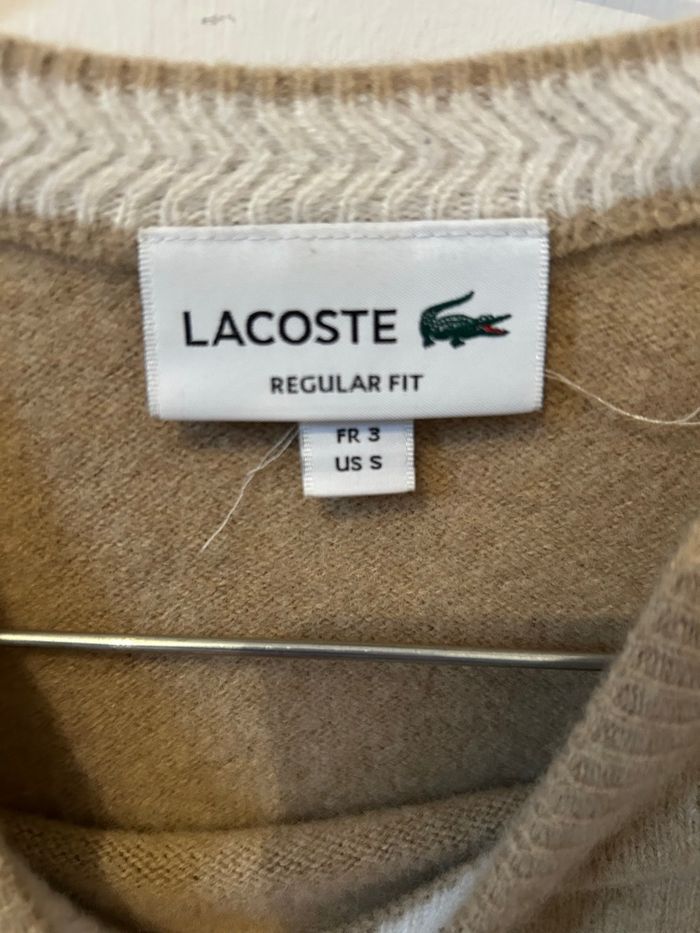 LACOSTE
REGULAR FIT
FR 3
US S